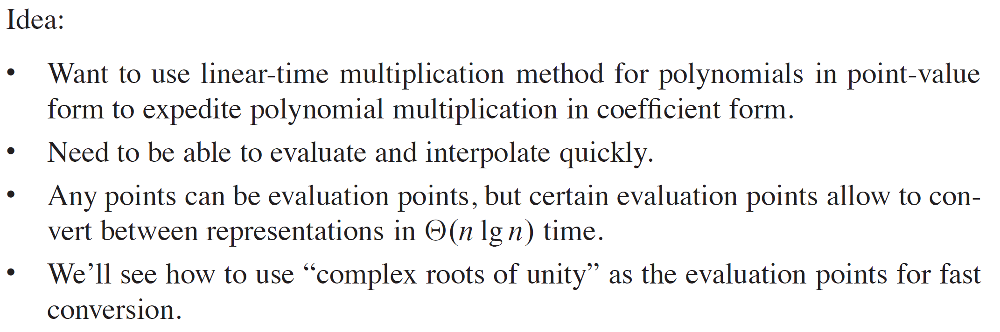 Idea:
• Want to use linear-time multiplication method for polynomials in point-value
form to expedite polynomial multiplication in coefficient form.
• Need to be able to evaluate and interpolate quickly.
• Any points can be evaluation points, but certain evaluation points allow to con-
vert between representations in Θ(n lg n) time.
• We’ll see how to use “complex roots of unity” as the evaluation points for fast
conversion.